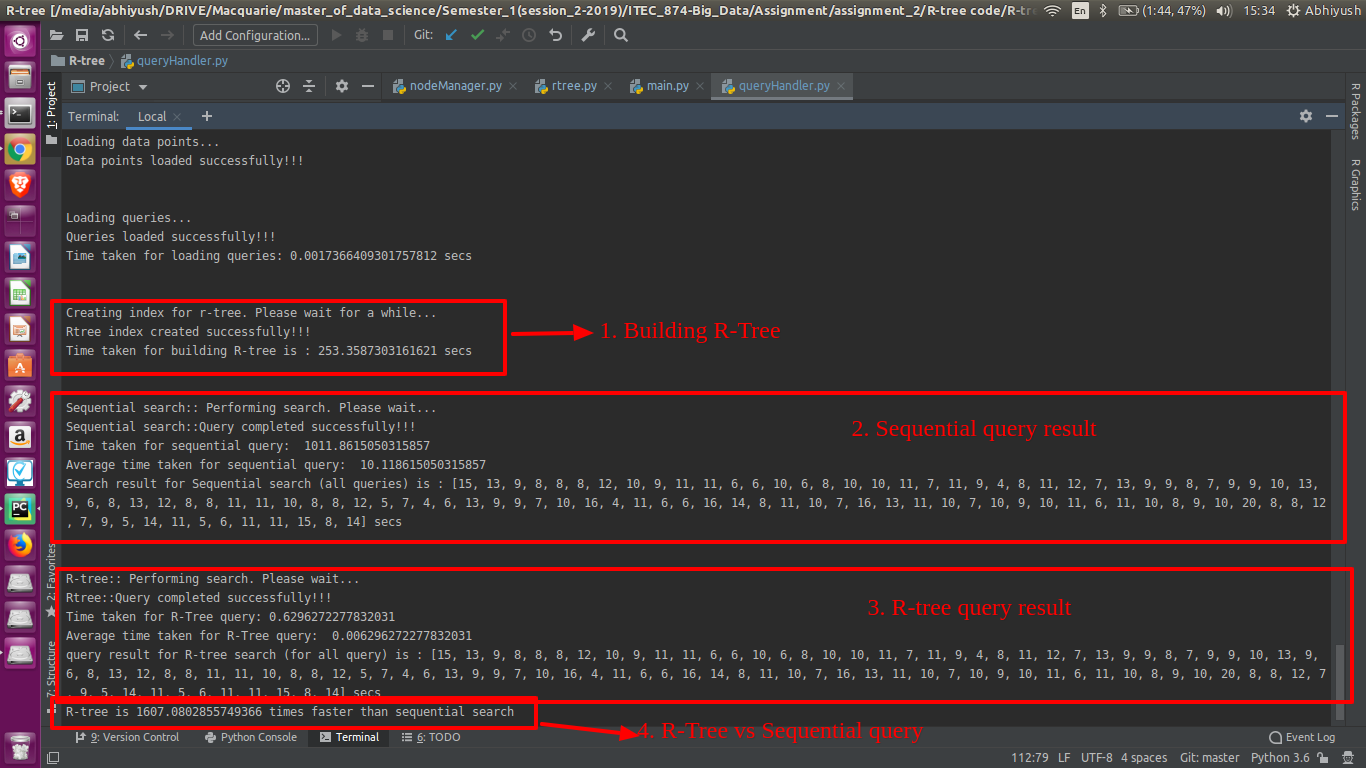 R-tree [/media/abhiyush/DRIVE/Macquarie/master_of_data_science/Semester_1(session_2-2019)/ITEC_874-Big_Data/Assignment/assignment_2/R-tree code/R-tr
En
(1:44, 47%)
15:34
Abhiyush
Add Configuration...
Git:
R-tree
queryHandler.py
Project
nodeManager.py
rtree.py
main.py
queryHandler.py
1: Project
R Packages
R Graphics
Terminal:
Local
Loading data points...
Data points loaded successfully!!!
Loading queries...
Queries loaded successfully!!!
Time taken for loading queries: 0.0017366409301757812 secs
Creating index for r-tree. Please wait for a while...
Rtree index created successfully!!!
Time taken for building R-tree is : 253.3587303161621 secs
1. Building R-Tree
Sequential search:: Performing search. Please wait...
Sequential search::Query completed successfully!!!
Time taken for sequential query:  1011.8615050315857
Average time taken for sequential query:  10.118615050315857
2. Sequential query result
Search result for Sequential search (all queries) is : [15, 13, 9, 8, 8, 8, 12, 10, 9, 11, 11, 6, 6, 10, 6, 8, 10, 10, 11, 7, 11, 9, 4, 8, 11, 12, 7, 13, 9, 9, 8, 7, 9, 9, 10, 13,
9, 6, 8, 13, 12, 8, 8, 11, 11, 10, 8, 8, 12, 5, 7, 4, 6, 13, 9, 9, 7, 10, 16, 4, 11, 6, 6, 16, 14, 8, 11, 10, 7, 16, 13, 11, 10, 7, 10, 9, 10, 11, 6, 11, 10, 8, 9, 10, 20, 8, 8, 12
, 7, 9, 5, 14, 11, 5, 6, 11, 11, 15, 8, 14] secs
2: Favorites
R-tree:: Performing search. Please wait...
Rtree::Query completed successfully!!!
Time taken for R-Tree query: 0.6296272277832031
Average time taken for R-Tree query:  0.006296272277832031
3. R-tree query result
query result for R-tree search (for all query) is : [15, 13, 9, 8, 8, 8, 12, 10, 9, 11, 11, 6, 6, 10, 6, 8, 10, 10, 11, 7, 11, 9, 4, 8, 11, 12, 7, 13, 9, 9, 8, 7, 9, 9, 10, 13, 9,
6, 8, 13, 12, 8, 8, 11, 11, 10, 8, 8, 12, 5, 7, 4, 6, 13, 9, 9, 7, 10, 16, 4, 11, 6, 6, 16, 14, 8, 11, 10, 7, 16, 13, 11, 10, 7, 10, 9, 10, 11, 6, 11, 10, 8, 9, 10, 20, 8, 8, 12, 7
, 9, 5, 14, 11, 5, 6, 11, 11, 15, 8, 14] secs
7: Structure
R-tree is 1607.0802855749366 times faster than sequential search
4. R-Tree vs Sequential query
9: Version Control
Python Console
Terminal
6: TODO
Event Log
112:79
LF
UTF-8
4 spaces
Git: master
Python 3.6